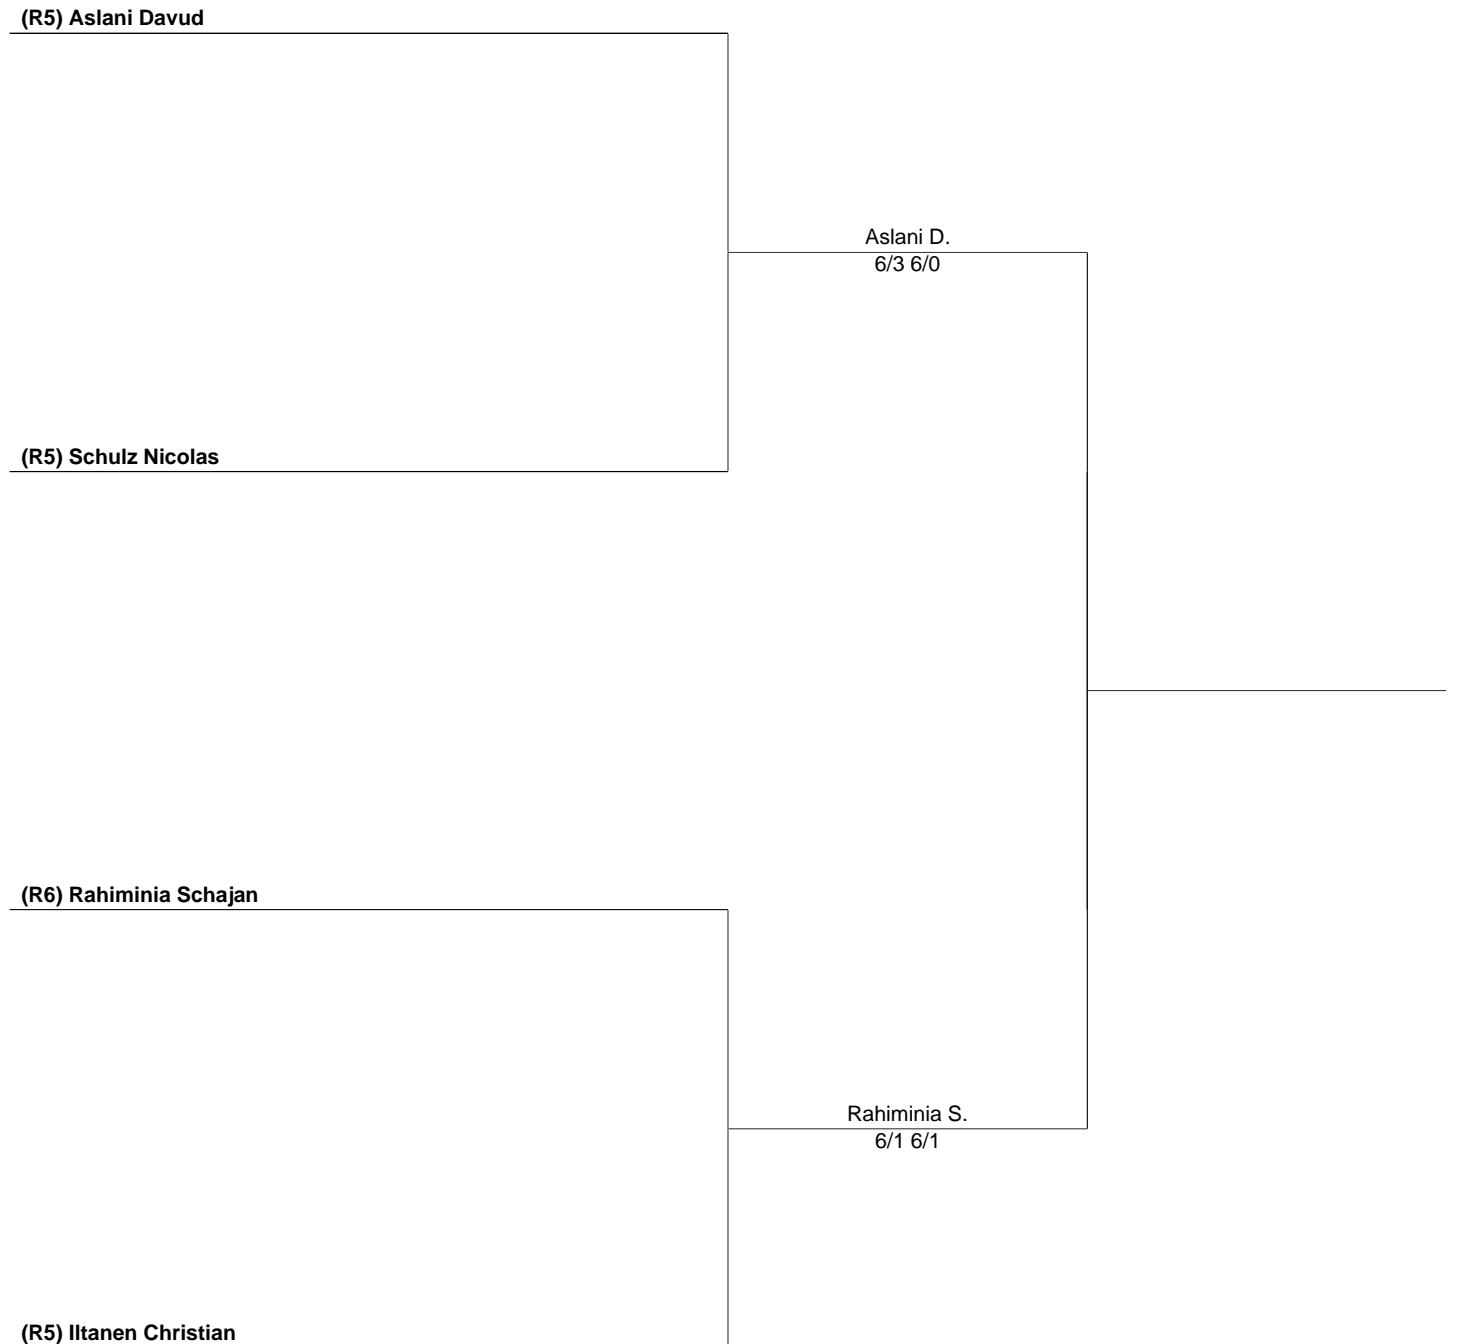 (R5) Aslani Davud
Aslani D.
6/3 6/0
(R5) Schulz Nicolas
(R6) Rahiminia Schajan
Rahiminia S.
6/1 6/1
(R5) Iltanen Christian